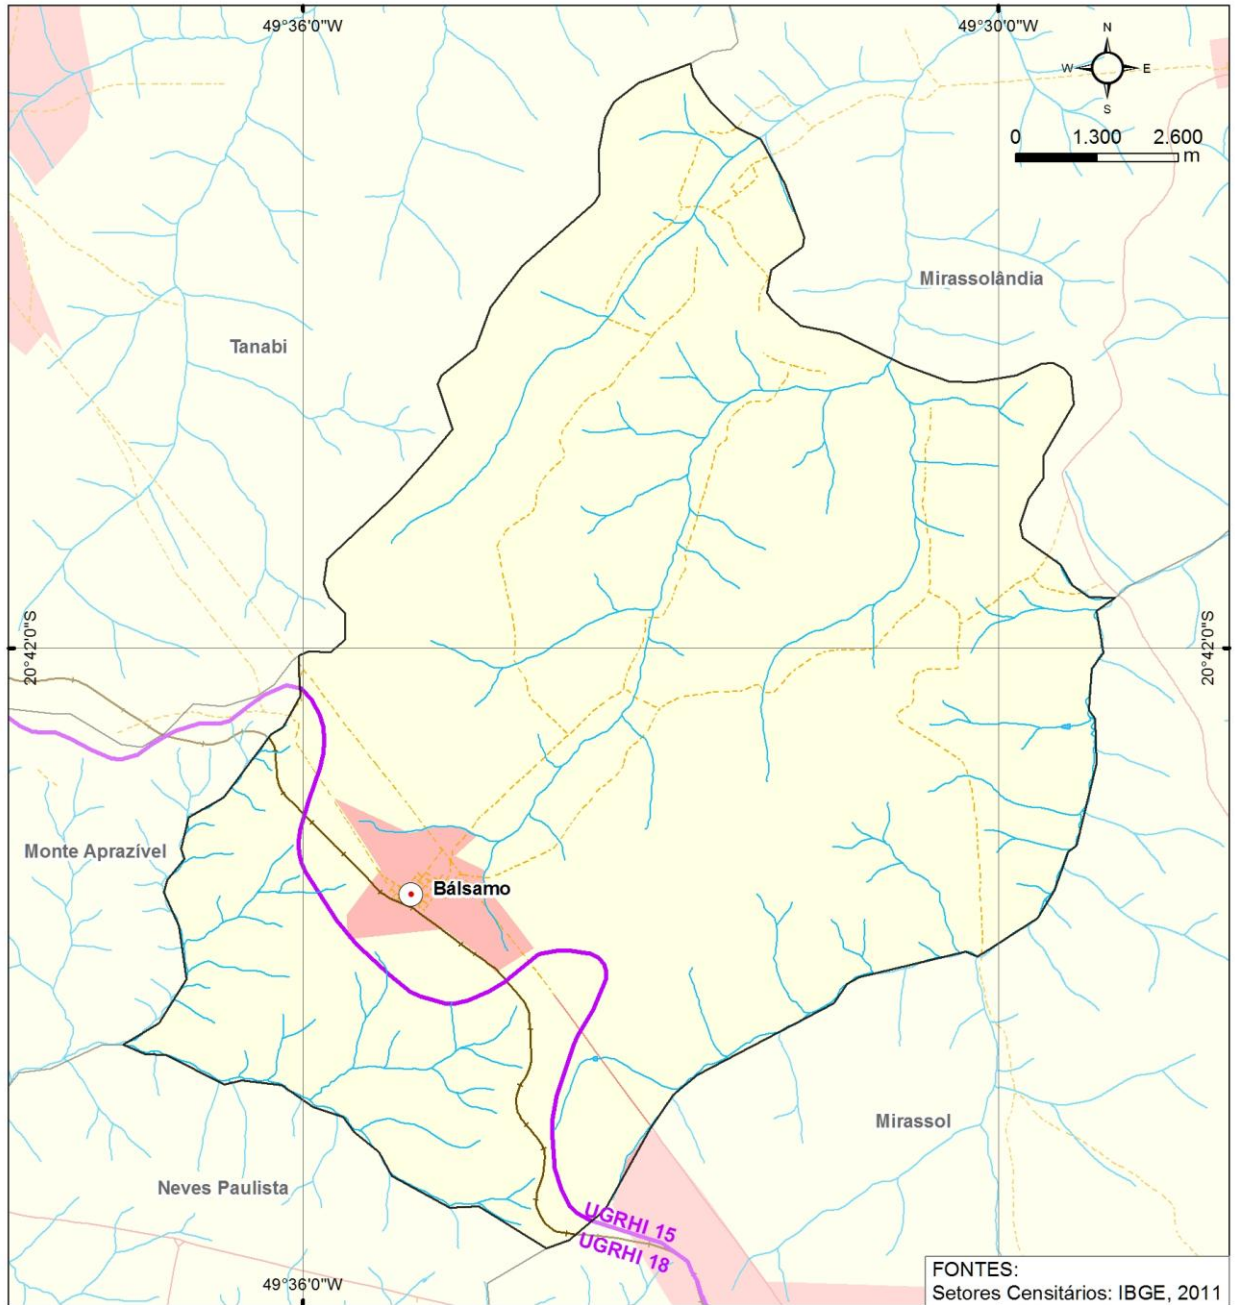 49°36'0"W
49°30'0"W
N
W
E
S
0 1.300 2.600
m
Mirassolândia
Tanabi
20°42'0"S
20°42'0"S
Monte Aprazível
Bálsamo
Mirassol
Neves Paulista
UGRHI 15
UGRHI 18
49°36'0"W
FONTES:
Setores Censitários: IBGE, 2011